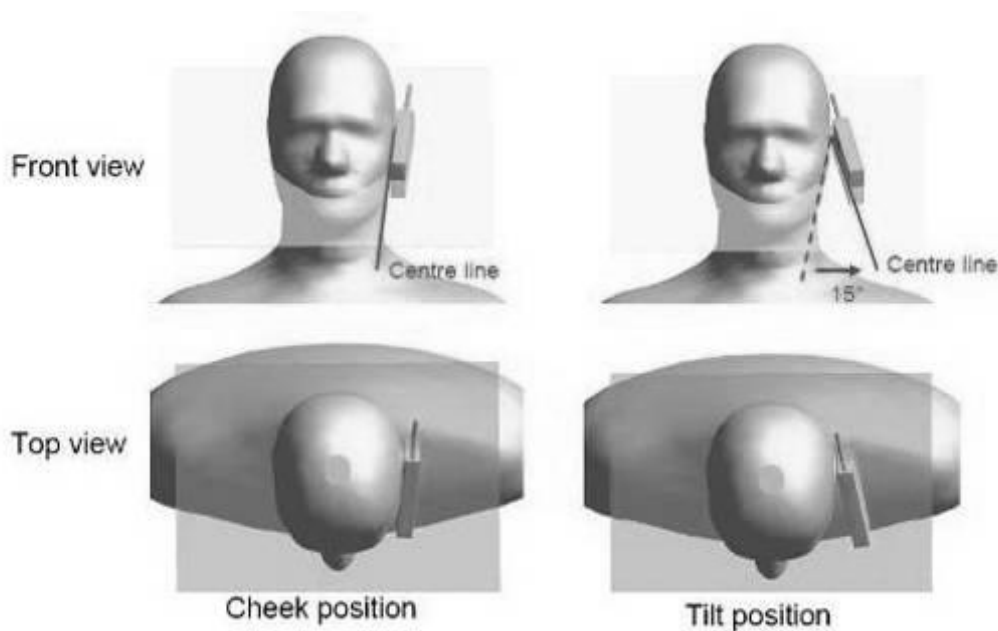 Front view
Centre line
Centre line
15°
Top view
Cheek position
Tilt position